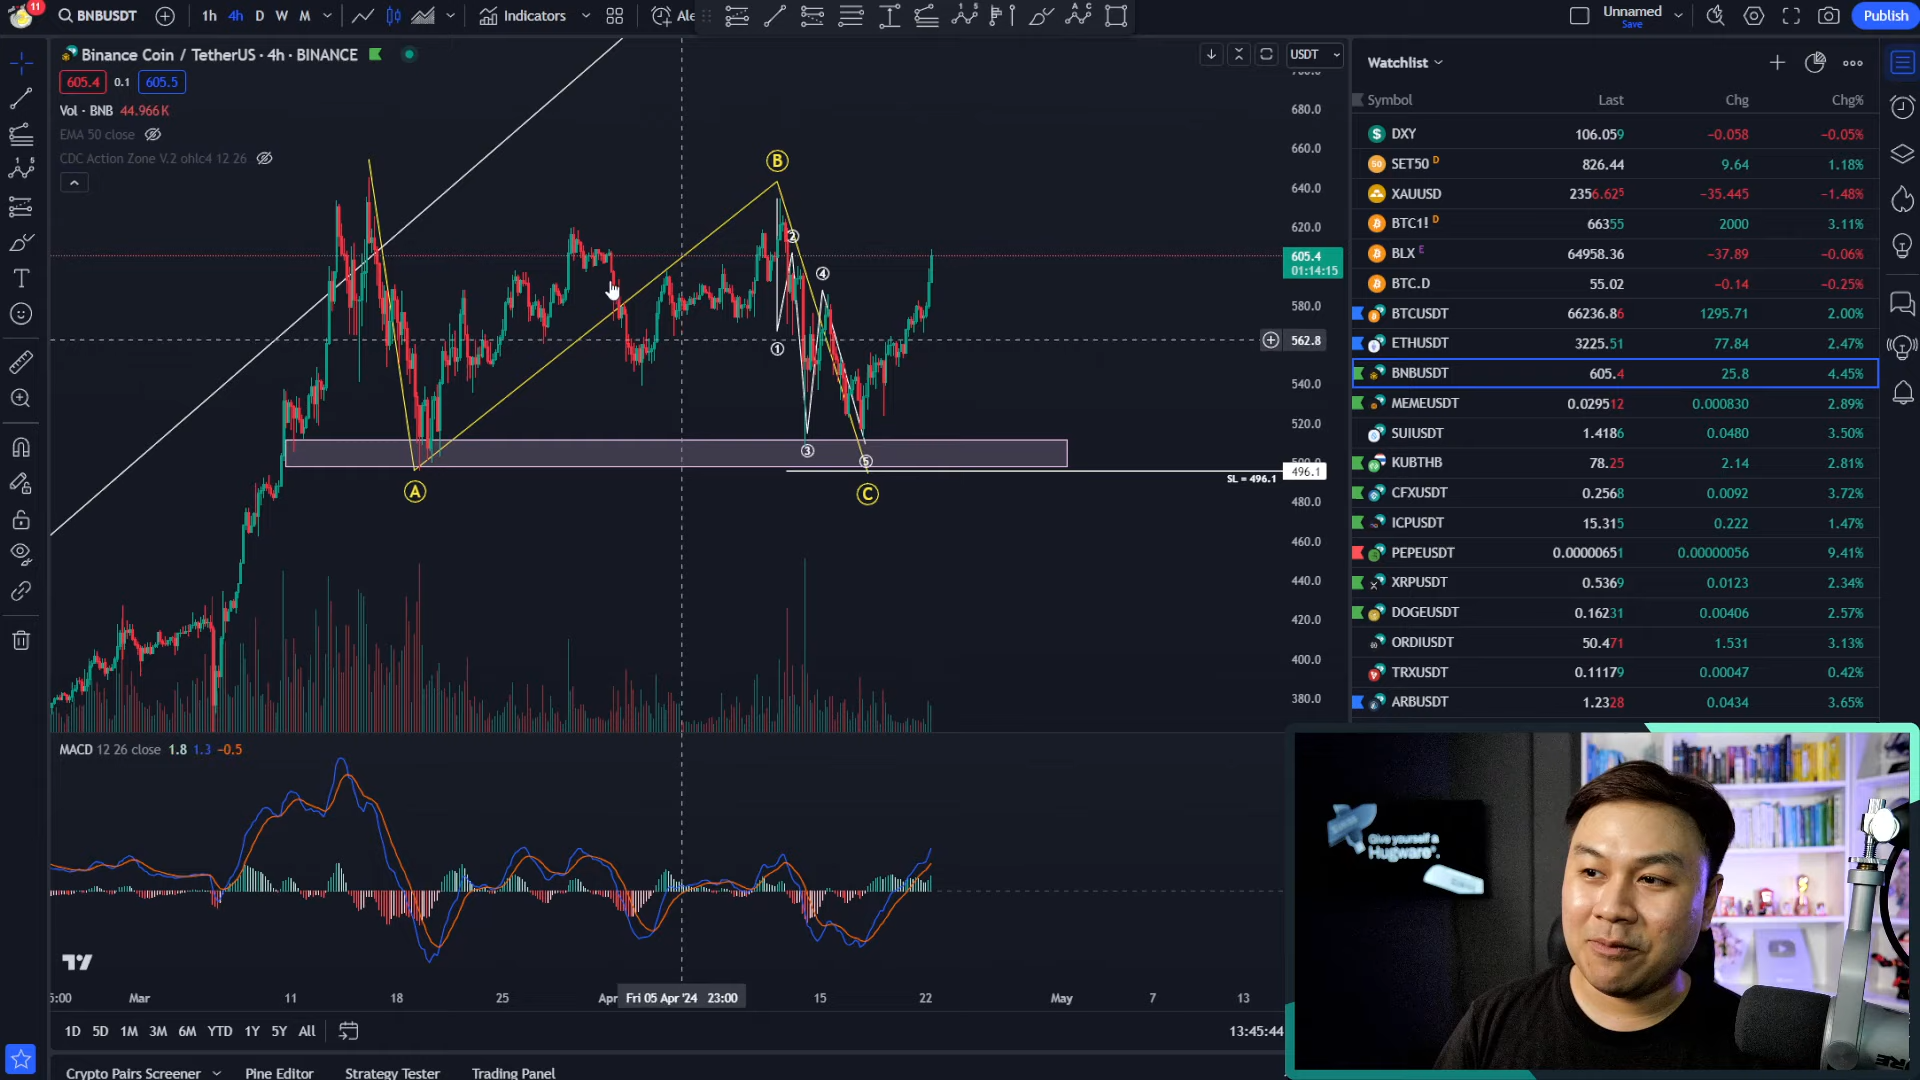 11
BNBUSDT
1h 4h D W M
Indicators
Ale
Unnamed
Save
Publish
Binance Coin / TetherUS · 4h · BINANCE
605.4 0.1 605.5
Vol · BNB 44.966 K
EMA 50 close
CDC Action Zone V.2 ohlc4 12 26
USDT
680.0
660.0
640.0
620.0
605.4
01:14:15
580.0
562.8
540.0
520.0
496.1
480.0
460.0
440.0
420.0
400.0
380.0
B
2
4
1
3
5
A
C
SL = 496.1
MACD 12 26 close 1.8 1.3 −0.5
Mar 11 18 25 Apr Fri 05 Apr '24 23:00 15 22 May 7 13
1D 5D 1M 3M 6M YTD 1Y 5Y All
13:45:44
Crypto Pairs Screener Pine Editor Strategy Tester Trading Panel
Watchlist
Symbol Last Chg Chg%
DXY 106.059 −0.058 −0.05%
SET50 D 826.44 9.64 1.18%
XAUUSD 2356.625 −35.445 −1.48%
BTC1! D 66355 2000 3.11%
BLX E 64958.36 −37.89 −0.06%
BTC.D 55.02 −0.14 −0.25%
BTCUSDT 66236.86 1295.71 2.00%
ETHUSDT 3225.51 77.84 2.47%
BNBUSDT 605.4 25.8 4.45%
MEMEUSDT 0.029512 0.000830 2.89%
SUIUSDT 1.4186 0.0480 3.50%
KUBTHB 78.25 2.14 2.81%
CFXUSDT 0.2568 0.0092 3.72%
ICPUSDT 15.315 0.222 1.47%
PEPEUSDT 0.00000651 0.00000056 9.41%
XRPUSDT 0.5369 0.0123 2.34%
DOGEUSDT 0.16231 0.00406 2.57%
ORDIUSDT 50.471 1.531 3.13%
TRXUSDT 0.11179 0.00047 0.42%
ARBUSDT 1.2328 0.0434 3.65%
Give yourself a
Hugware®.